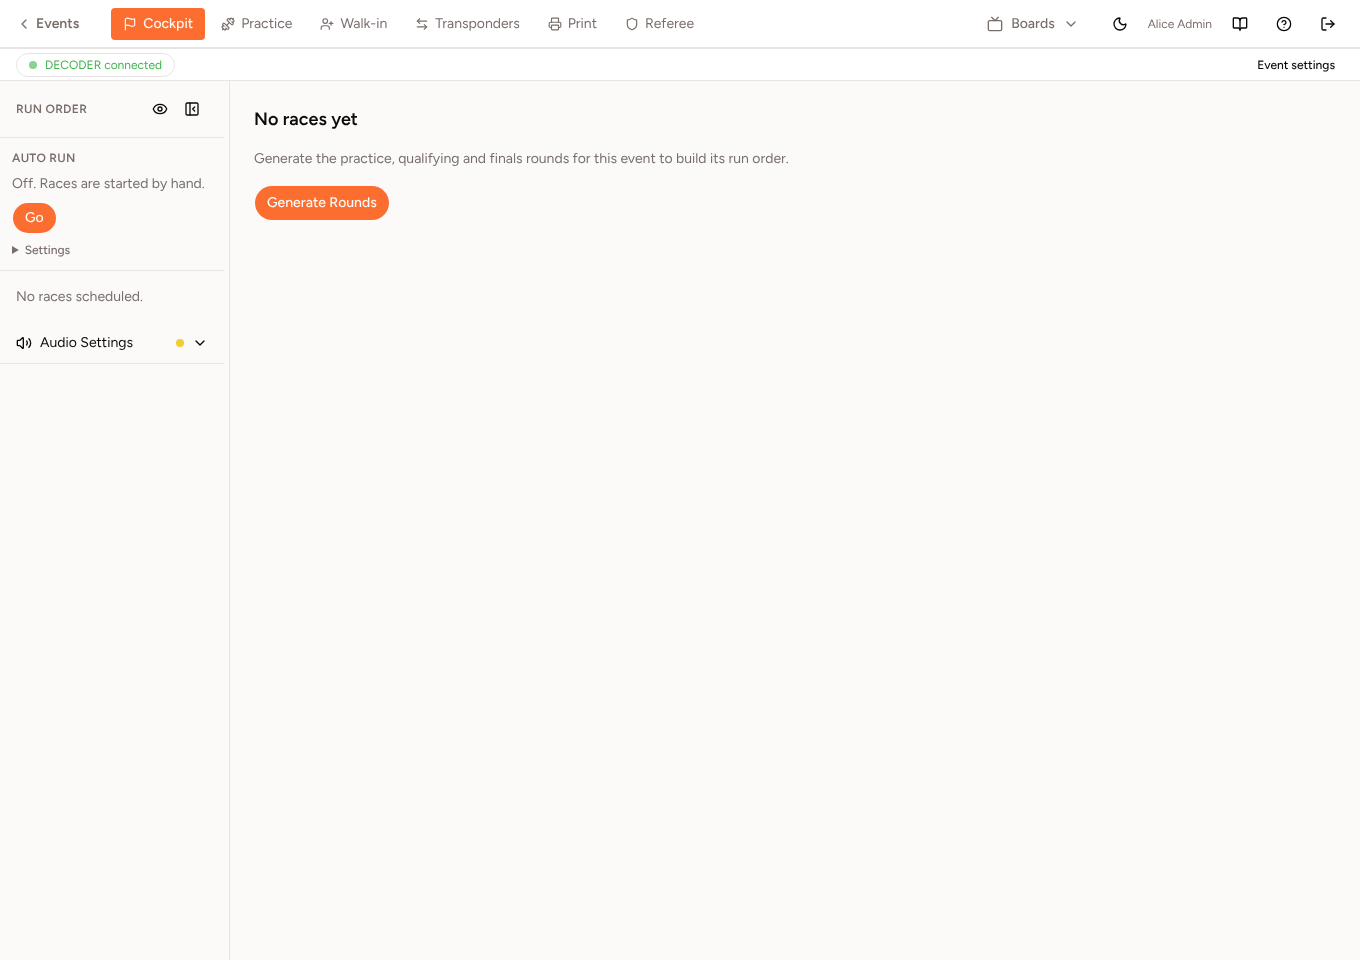 Events
Cockpit
Practice
Walk-in
Transponders
Print
Referee
Boards
Alice Admin
DECODER connected
Event settings
RUN ORDER
AUTO RUN
Off. Races are started by hand.
Go
Settings
No races scheduled.
Audio Settings
No races yet
Generate the practice, qualifying and finals rounds for this event to build its run order.
Generate Rounds